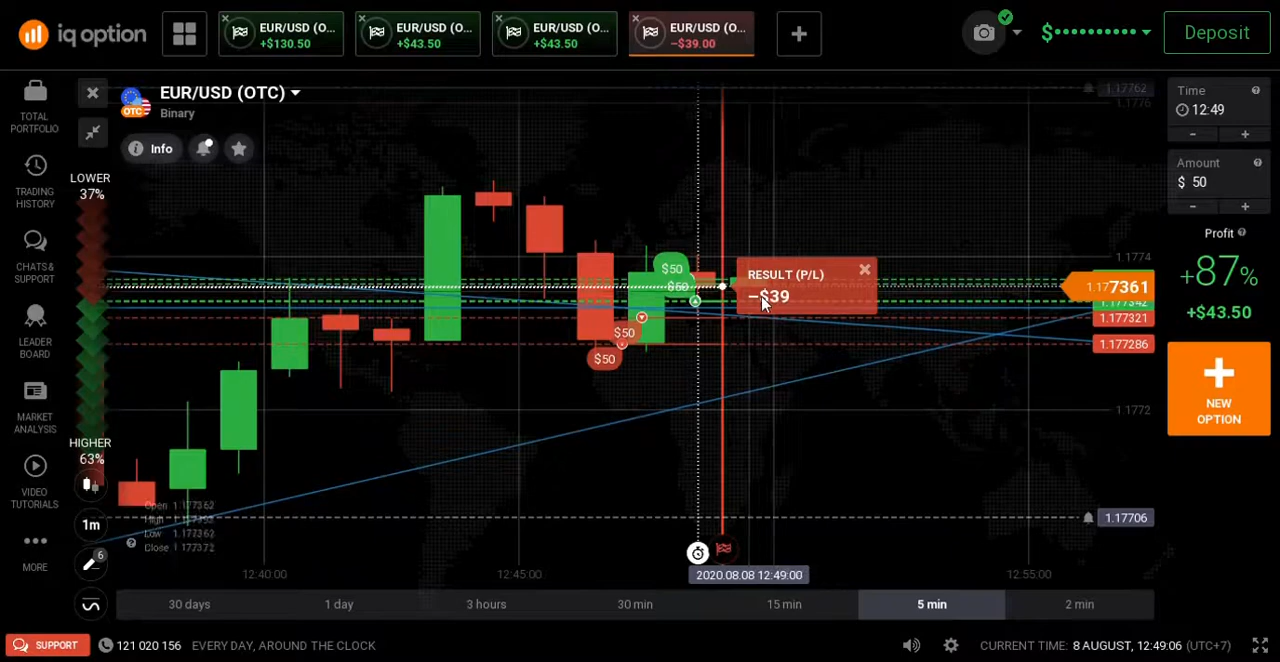 iq option
EUR/USD (O...
+$130.50
EUR/USD (O...
+$43.50
EUR/USD (O...
+$43.50
EUR/USD (O...
−$39.00
$
Deposit
TOTAL
PORTFOLIO
TRADING
HISTORY
CHATS &
SUPPORT
LEADER
BOARD
MARKET
ANALYSIS
VIDEO
TUTORIALS
MORE
EUR/USD (OTC)
OTC
Binary
Info
LOWER
37%
HIGHER
63%
1m
6
$50
$50
$50
$50
RESULT (P/L)
−$39
Open 1.177362
High
Low 1.177362
Close 1.177372
1.17762
1.1776
1.1774
1.177361
1.177342
1.177321
1.177286
1.1772
1.17706
12:40:00
12:45:00
2020.08.08 12:49:00
12:55:00
30 days
1 day
3 hours
30 min
15 min
5 min
2 min
Time
12:49
-
+
Amount
$ 50
-
+
Profit
+87%
+$43.50
NEW
OPTION
SUPPORT
121 020 156
EVERY DAY, AROUND THE CLOCK
CURRENT TIME: 8 AUGUST, 12:49:06 (UTC+7)